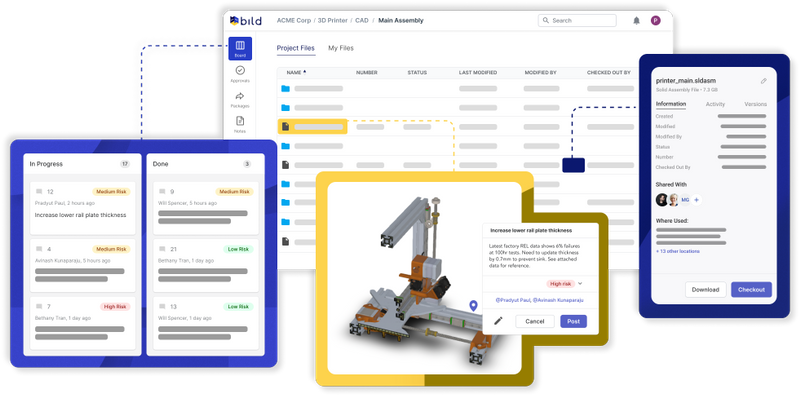 bild
ACME Corp / 3D Printer / CAD / Main Assembly
Search
P
Board
Approvals
Packages
Notes
Project Files
My Files
NAME
NUMBER
STATUS
LAST MODIFIED
MODIFIED BY
CHECKED OUT BY
In Progress 17
12 Medium Risk
Pradyut Paul, 3 hours ago
Increase lower rail plate thickness
4 Medium Risk
Avinash Kunaparaju, 5 hours ago
7 High Risk
Bethany Tran, 1 day ago
Done 3
9 Medium Risk
Will Spencer, 5 hours ago
21 Low Risk
Bethany Tran, 1 day ago
13 Low Risk
Will Spencer, 1 day ago
Increase lower rail plate thickness
Latest factory REL data shows 6% failures
at 100hr tests. Need to update thickness
by 0.7mm to prevent sink. See attached
data for reference.
High risk
@Pradyut Paul, @Avinash Kunaparaju
Cancel
Post
printer_main.sldasm
Solid Assembly File • 7.3 GB
Information
Activity
Versions
Created
Modified
Modified By
Status
Number
Checked Out By
Shared With
MG
Where Used:
+ 13 other locations
Download
Checkout